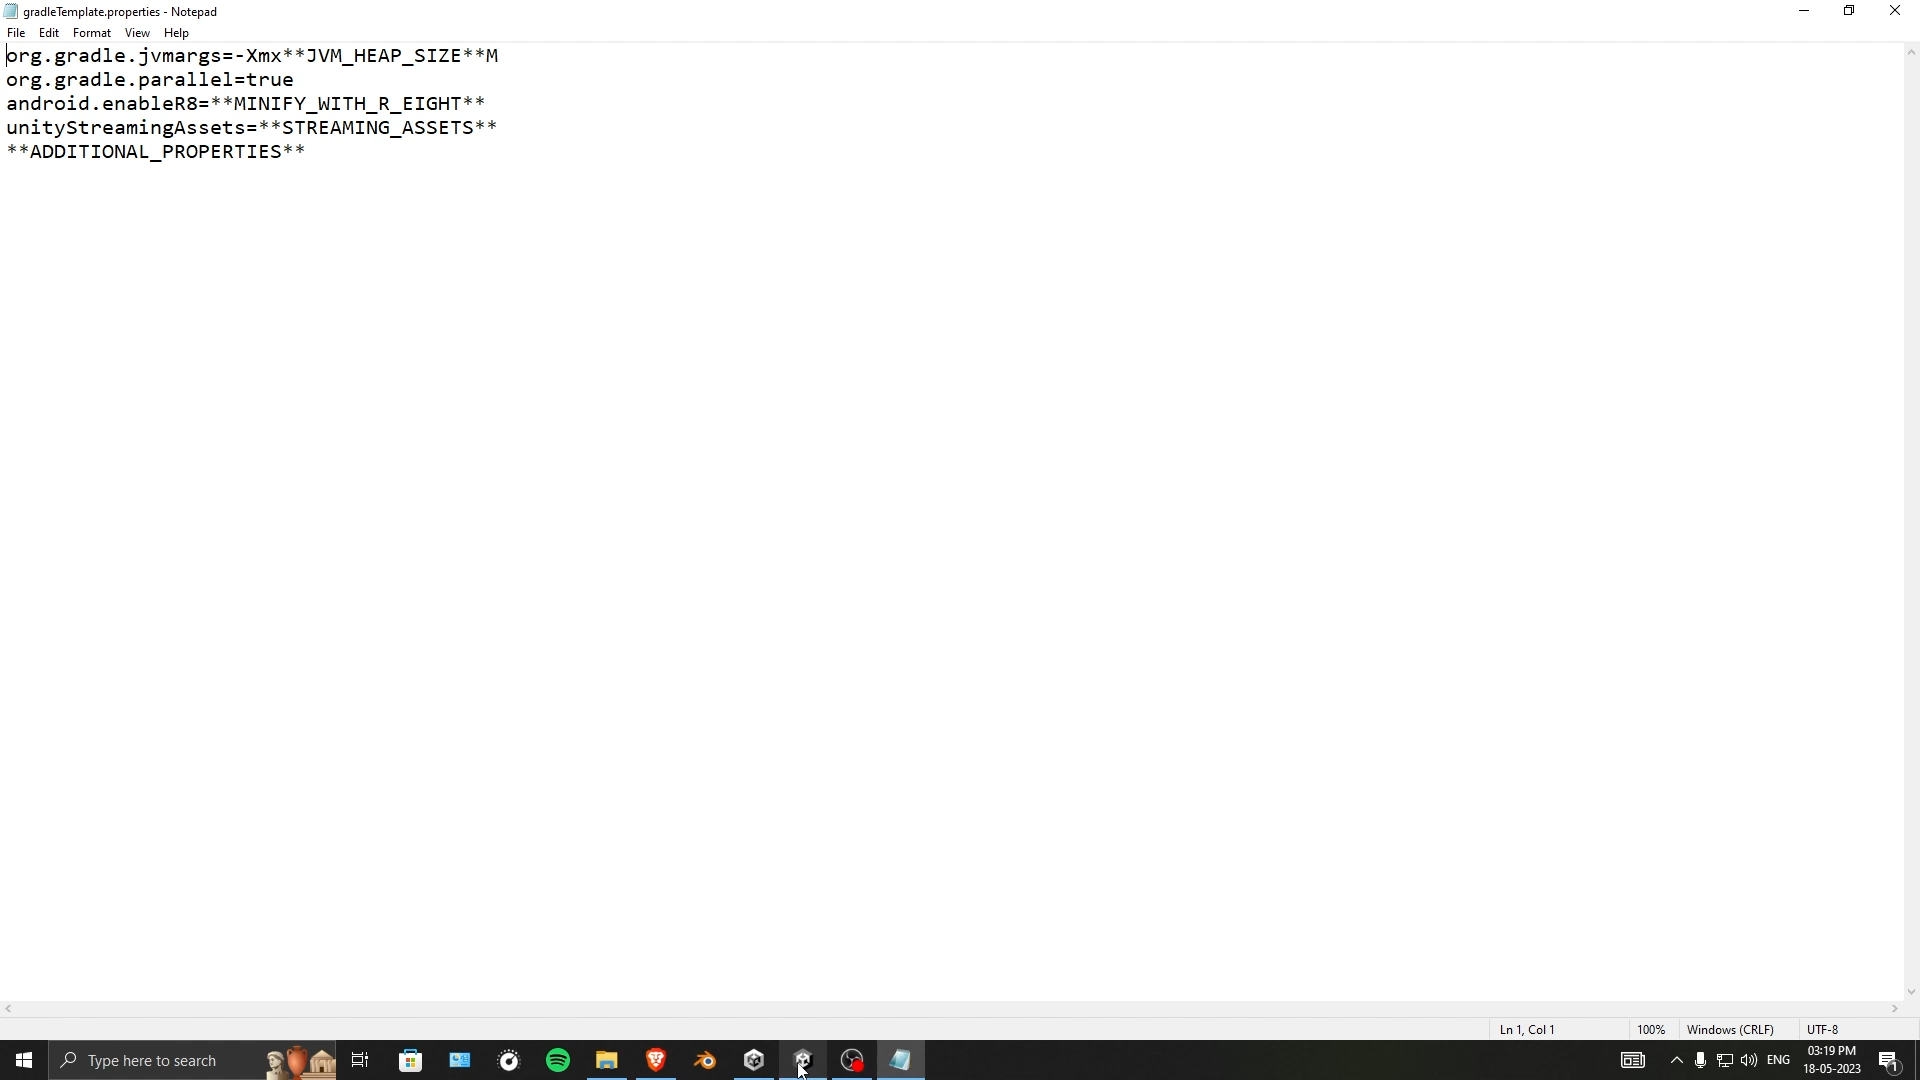 gradleTemplate.properties - Notepad
File Edit Format View Help
org.gradle.jvmargs=-Xmx**JVM_HEAP_SIZE**M
org.gradle.parallel=true
android.enableR8=**MINIFY_WITH_R_EIGHT**
unityStreamingAssets=**STREAMING_ASSETS**
**ADDITIONAL_PROPERTIES**
Ln 1, Col 1 100% Windows (CRLF) UTF-8
Type here to search
ENG
03:19 PM
18-05-2023
1